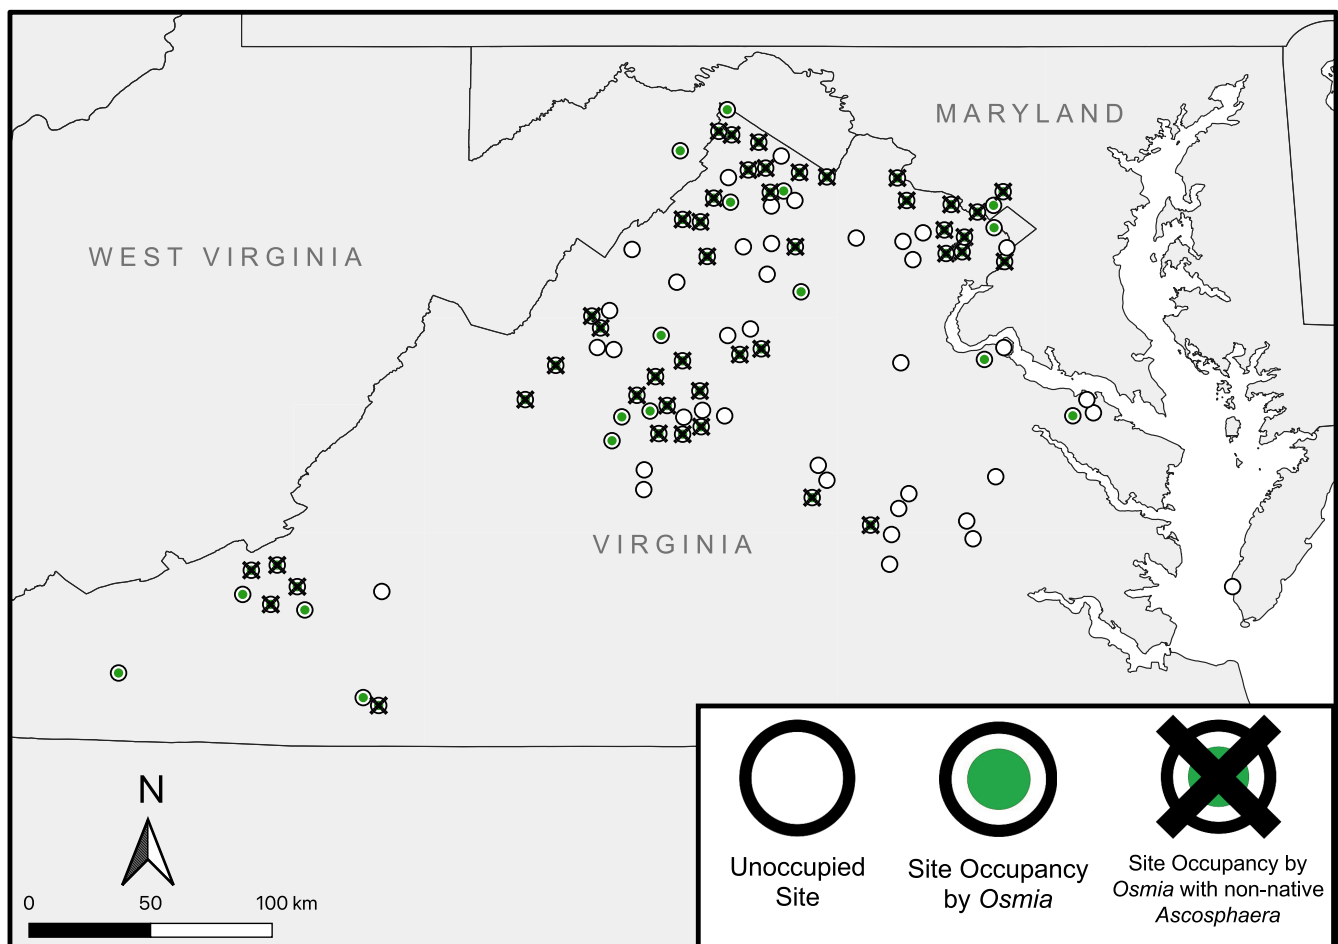 MARYLAND
WEST VIRGINIA
VIRGINIA
N
0 50 100 km
Unoccupied
Site
Site Occupancy
by Osmia
Site Occupancy by
Osmia with non-native
Ascosphaera